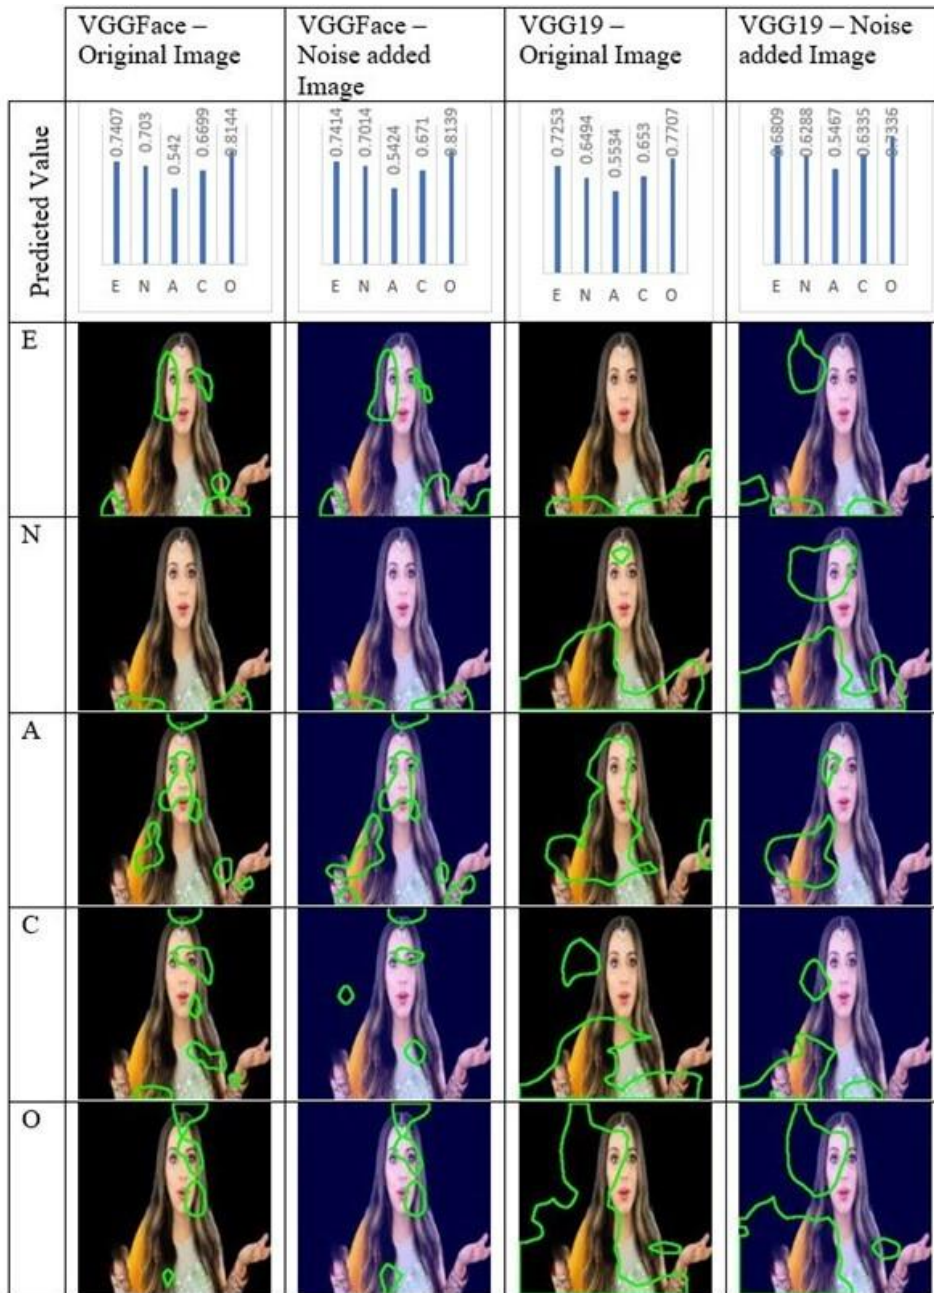 VGGFace –
Original Image
VGGFace –
Noise added
Image
VGG19 –
Original Image
VGG19 – Noise
added Image
Predicted Value
0.7407
0.703
0.542
0.6699
0.8144
E N A C O
0.7414
0.7014
0.5424
0.671
0.8139
E N A C O
0.7253
0.6494
0.5534
0.653
0.7707
E N A C O
0.6809
0.6288
0.5467
0.6335
0.7336
E N A C O
E
N
A
C
O